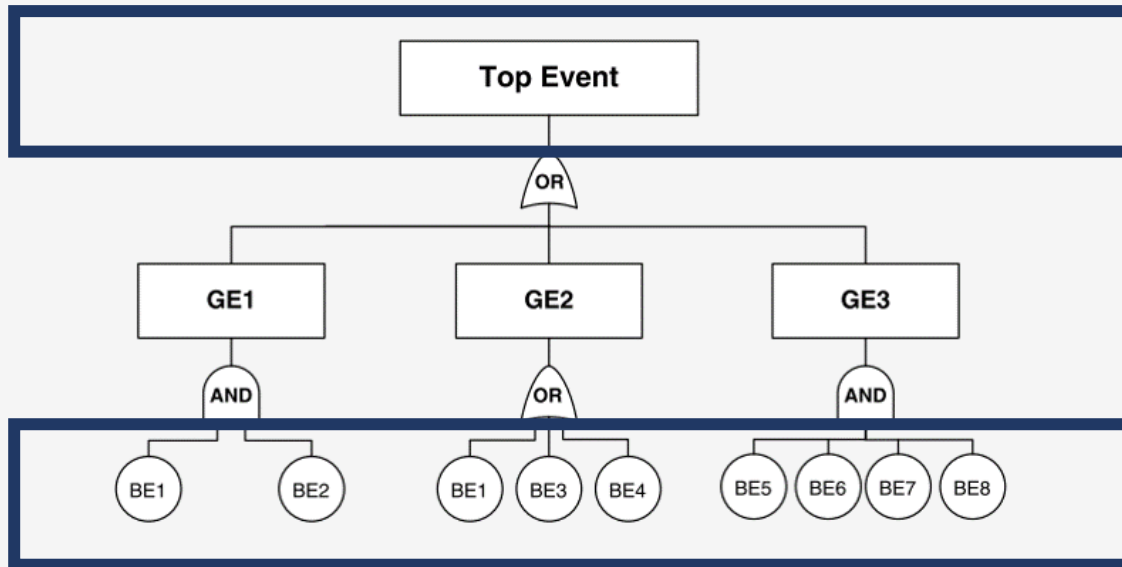 Top Event
OR
GE1 GE2 GE3
AND OR AND
BE1 BE2 BE1 BE3 BE4 BE5 BE6 BE7 BE8